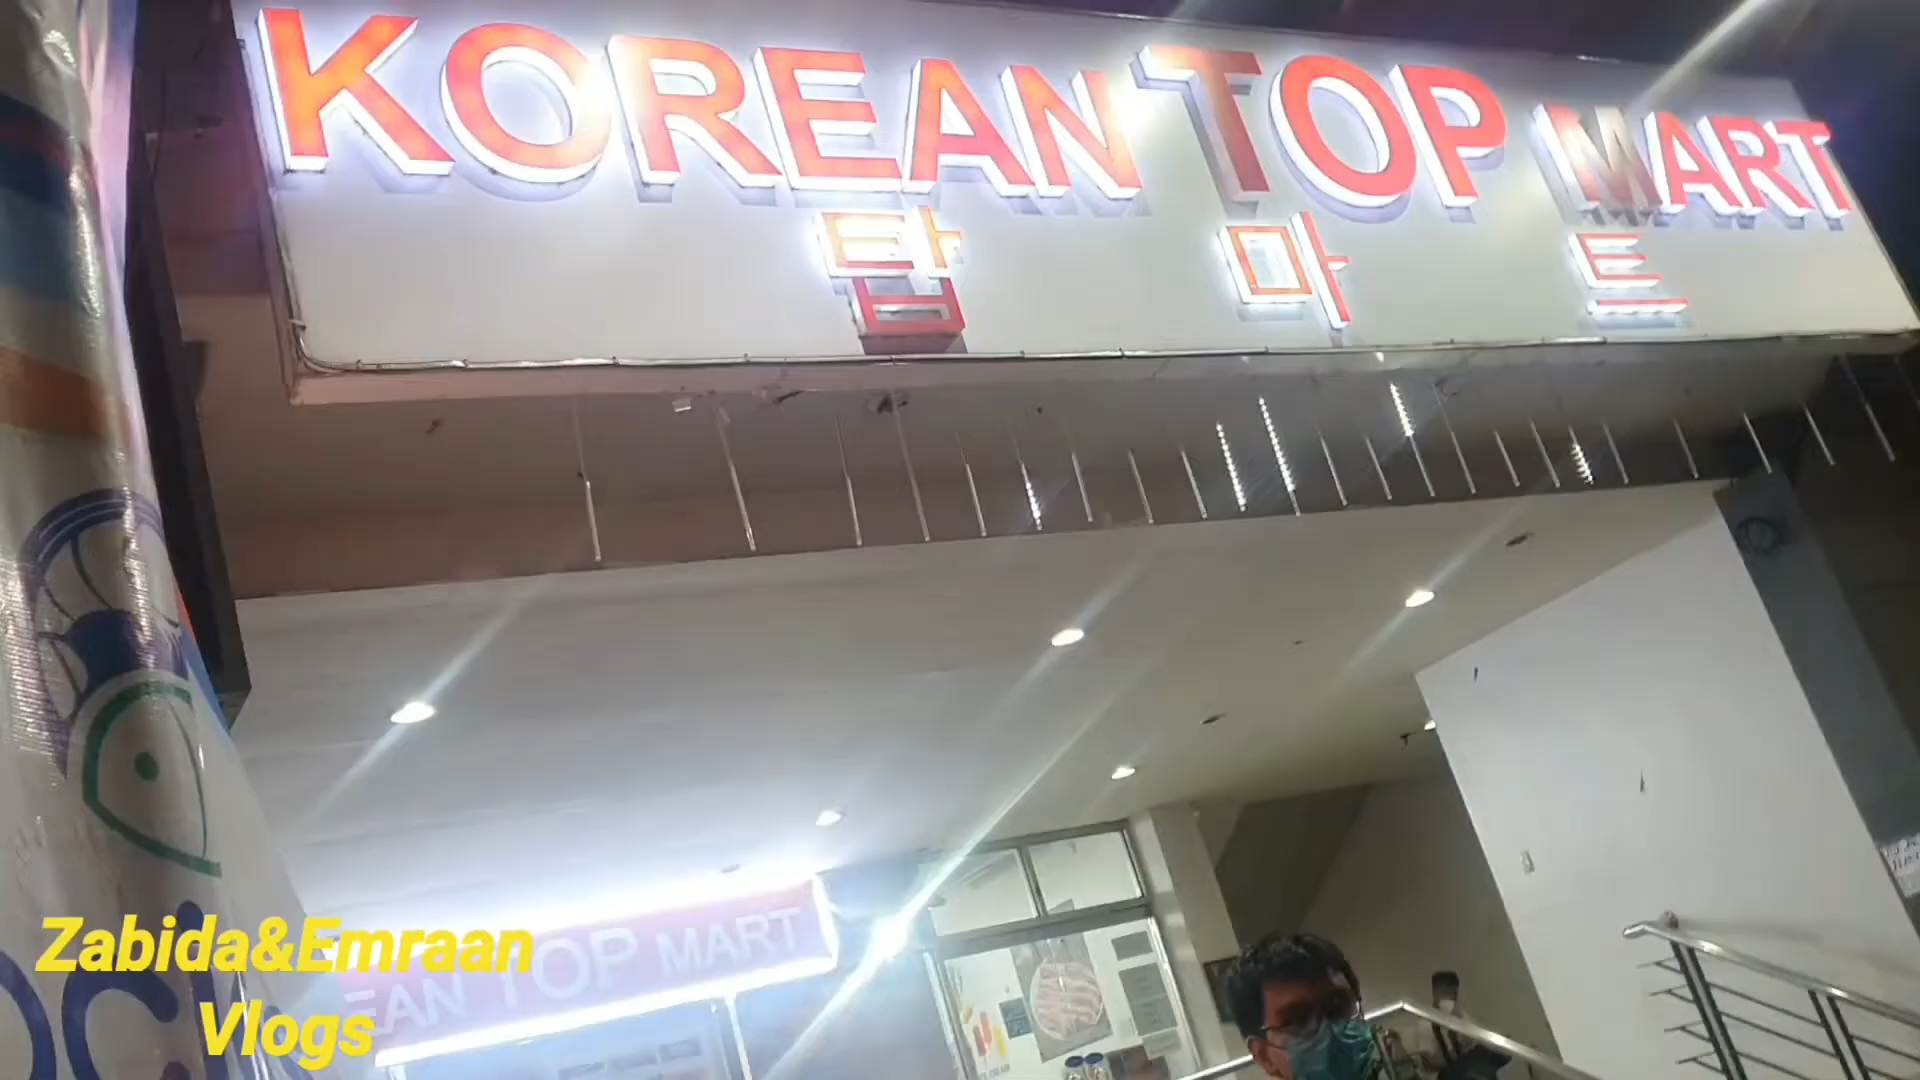 KOREAN TOP MART
탑 마 트
EAN TOP MART
Zabida&Emraan
Vlogs